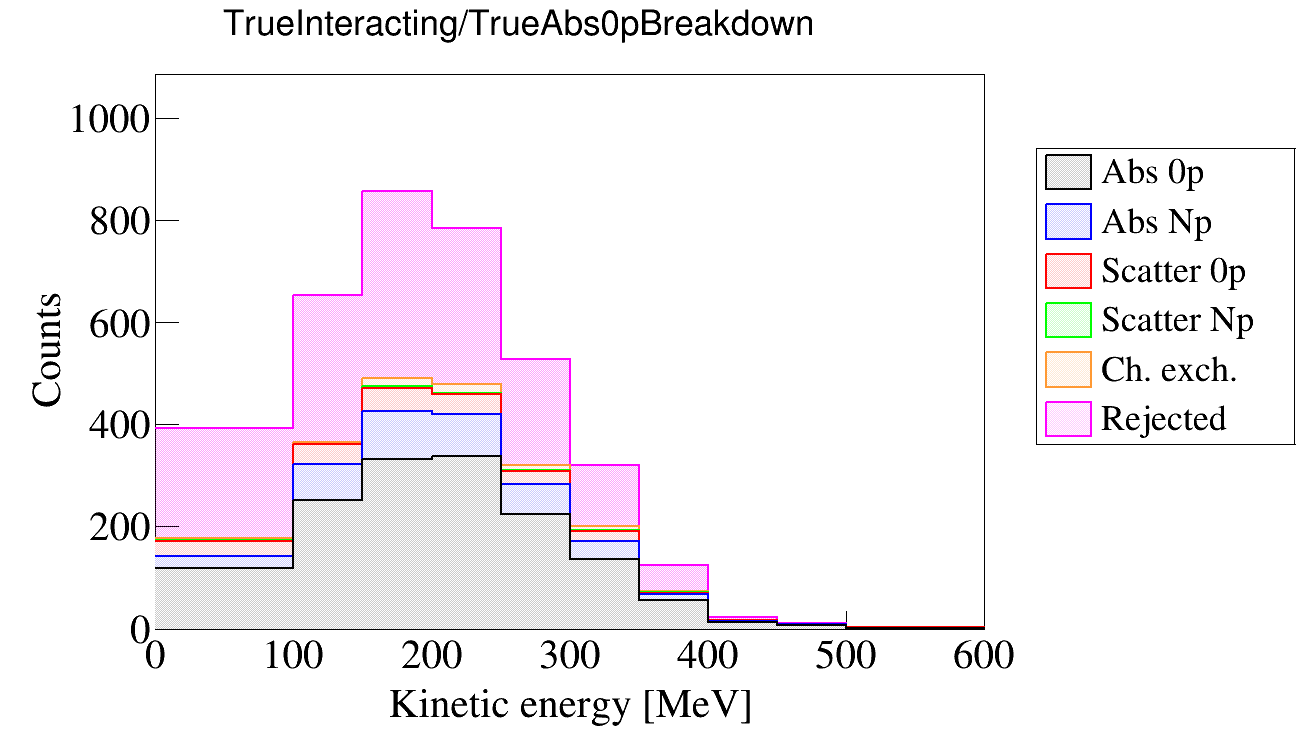 TrueInteracting/TrueAbs0pBreakdown
Counts
1000
800
600
400
200
0
0 100 200 300 400 500 600
Kinetic energy [MeV]
Abs 0p
Abs Np
Scatter 0p
Scatter Np
Ch. exch.
Rejected